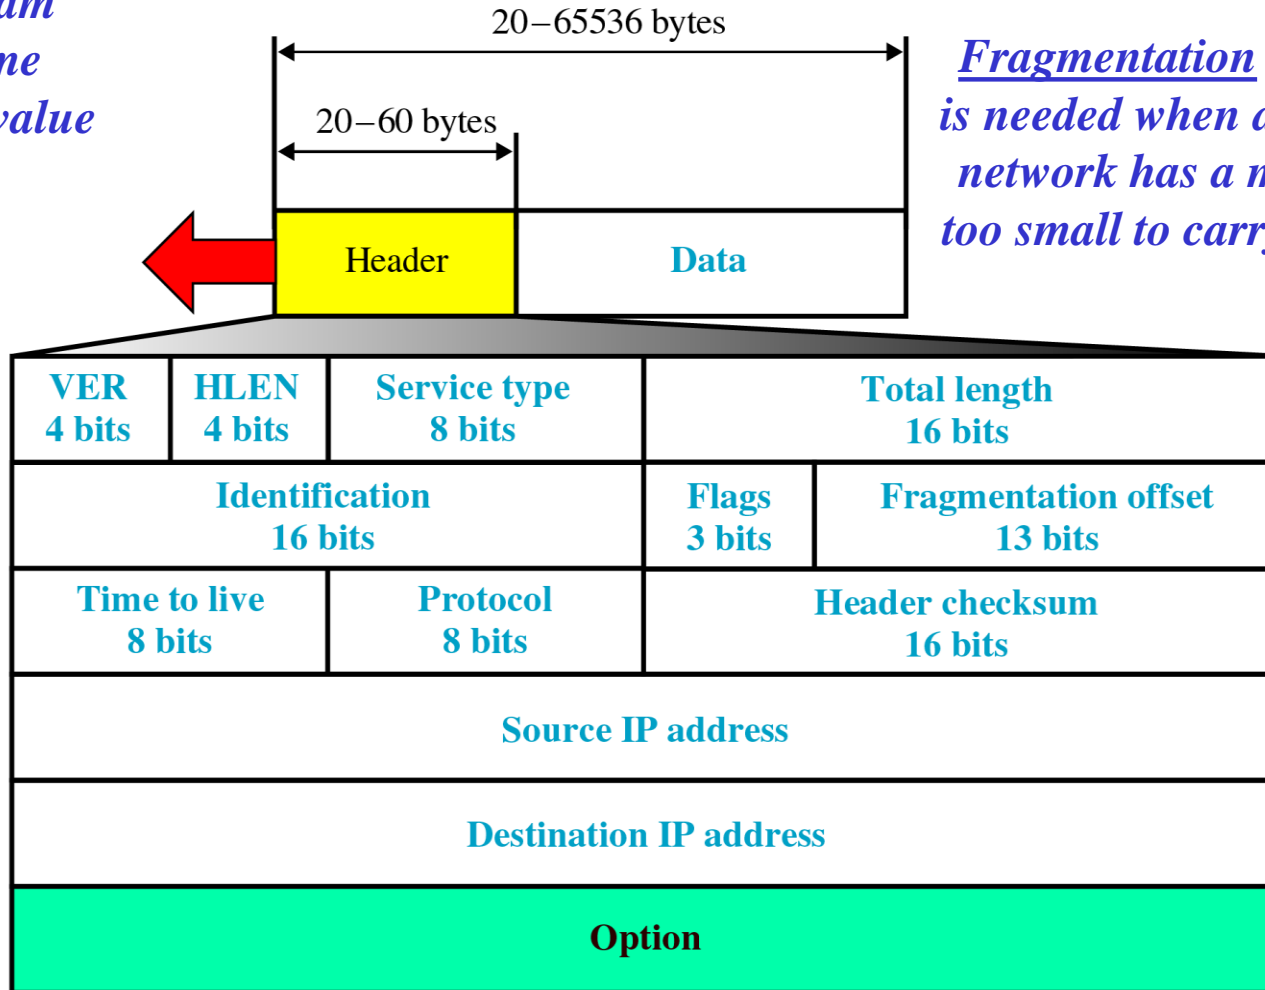 20–65536 bytes
value
20–60 bytes
Fragmentation
is needed when
network has a
too small to carry
Header
Data
VER
4 bits
HLEN
4 bits
Service type
8 bits
Total length
16 bits
Identification
16 bits
Flags
3 bits
Fragmentation offset
13 bits
Time to live
8 bits
Protocol
8 bits
Header checksum
16 bits
Source IP address
Destination IP address
Option